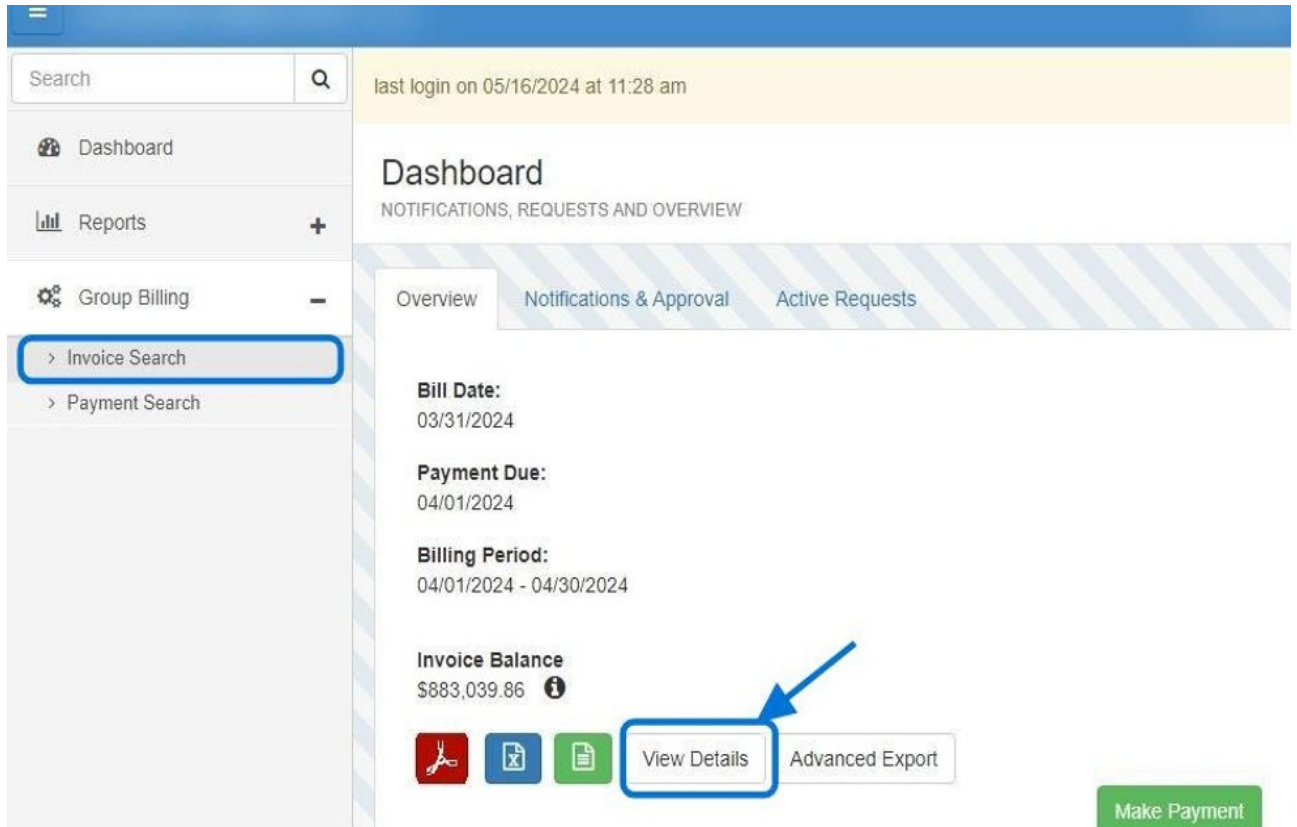 Search
last login on 05/16/2024 at 11:28 am
Dashboard
Reports
Group Billing
Invoice Search
Payment Search
Dashboard
NOTIFICATIONS, REQUESTS AND OVERVIEW
Overview Notifications & Approval Active Requests
Bill Date:
03/31/2024
Payment Due:
04/01/2024
Billing Period:
04/01/2024 - 04/30/2024
Invoice Balance
$883,039.86
View Details Advanced Export
Make Payment